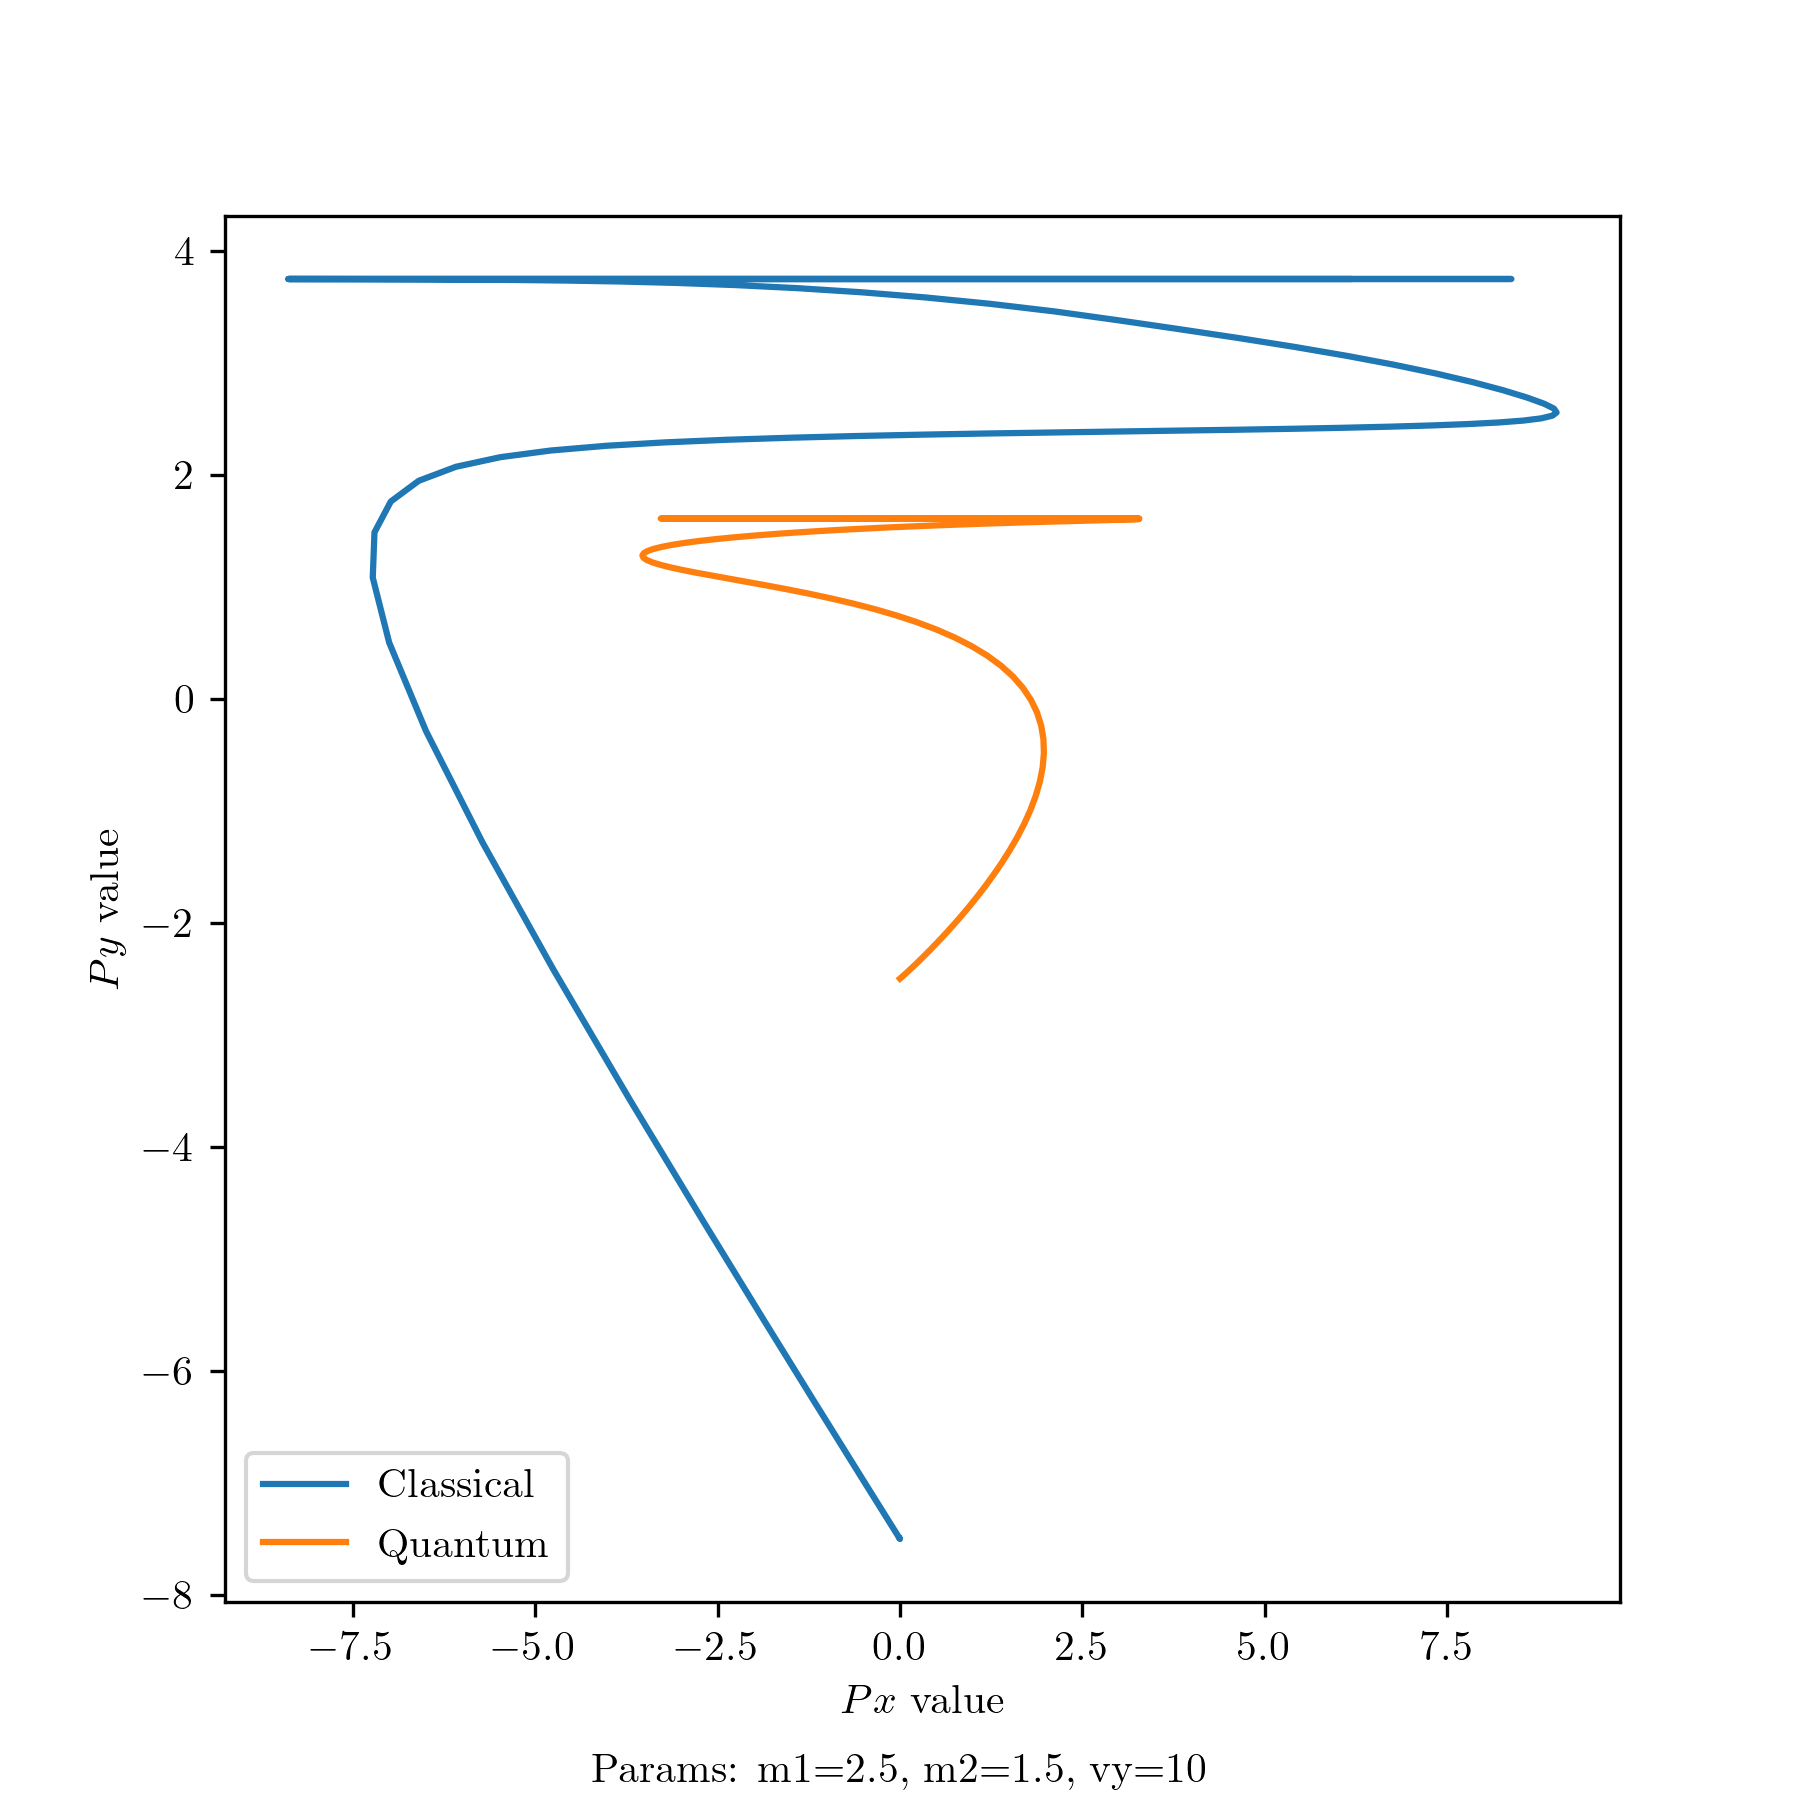 4
2
0
−2
−4
−6
−8
Py value
Classical
Quantum
−7.5 −5.0 −2.5 0.0 2.5 5.0 7.5
Px value
Params: m1=2.5, m2=1.5, vy=10